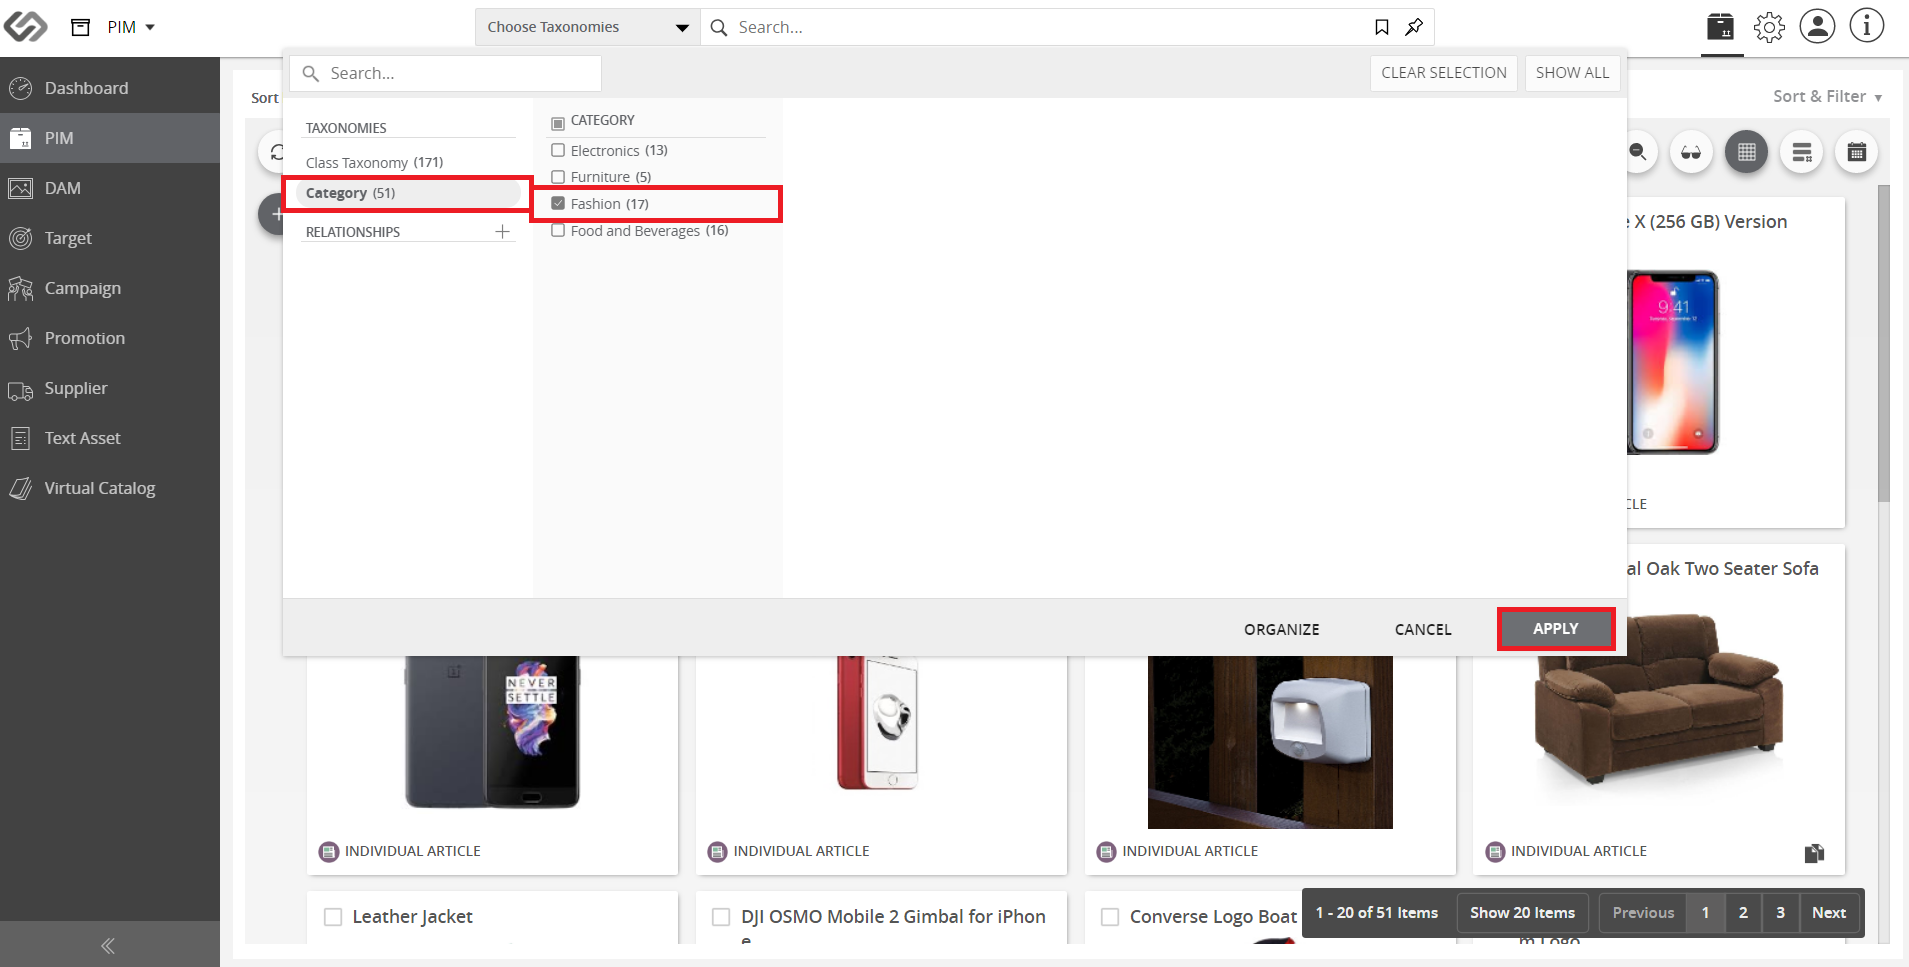 PIM
Choose Taxonomies
Search...
Dashboard
PIM
DAM
Target
Campaign
Promotion
Supplier
Text Asset
Virtual Catalog
Sort
Sort & Filter
Search...
CLEAR SELECTION
SHOW ALL
TAXONOMIES
Class Taxonomy (171)
Category (51)
RELATIONSHIPS
CATEGORY
Electronics (13)
Furniture (5)
Fashion (17)
Food and Beverages (16)
ORGANIZE
CANCEL
APPLY
X (256 GB) Version
9:41
CLE
al Oak Two Seater Sofa
NEVER
SETTLE
INDIVIDUAL ARTICLE
INDIVIDUAL ARTICLE
INDIVIDUAL ARTICLE
INDIVIDUAL ARTICLE
Leather Jacket
DJI OSMO Mobile 2 Gimbal for iPhon
e
Converse Logo Boat
m Logo
1 - 20 of 51 Items
Show 20 Items
Previous
1
2
3
Next